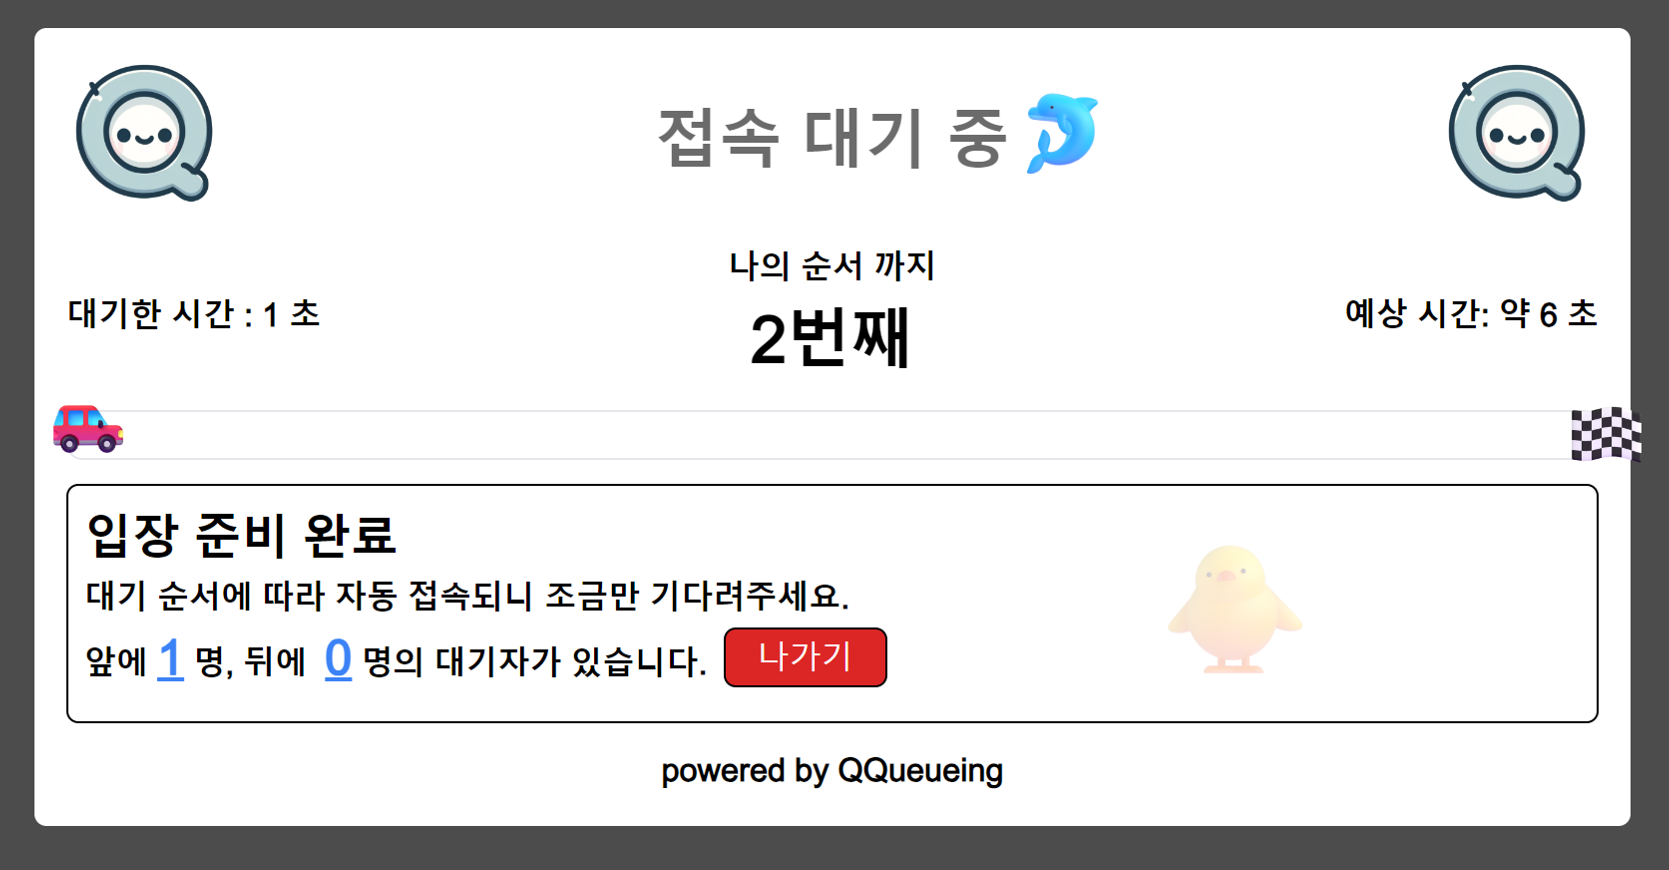 접속 대기 중
나의 순서 까지
대기한 시간 : 1 초
2번째
예상 시간: 약 6 초
입장 준비 완료
대기 순서에 따라 자동 접속되니 조금만 기다려주세요.
앞에 1 명, 뒤에 0 명의 대기자가 있습니다. 나가기
powered by QQueueing